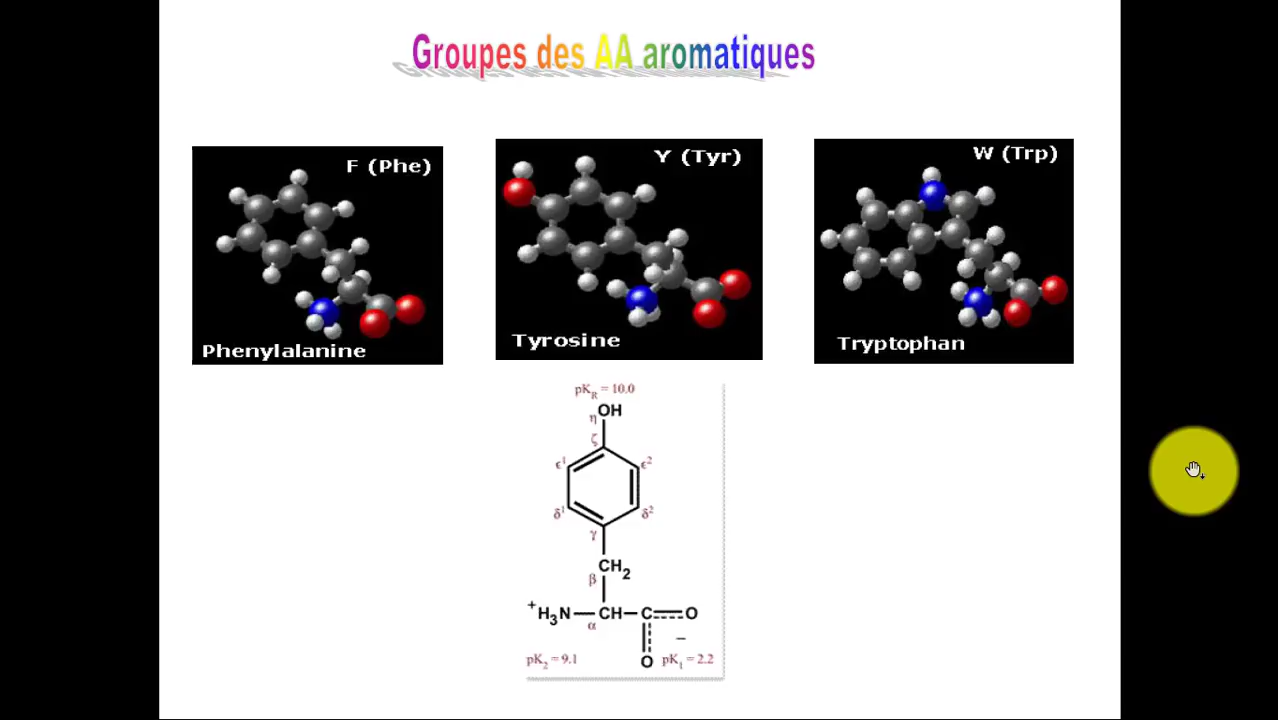 Groupes des AA aromatiques
F (Phe)
Phenylalanine
Y (Tyr)
Tyrosine
W (Trp)
Tryptophan
pK_R = 10.0
OH
η
ζ
ϵ¹ ϵ²
δ¹ δ²
γ
CH₂
β
⁺H₃N CH C O
α
−
pK₂ = 9.1 O pK₁ = 2.2